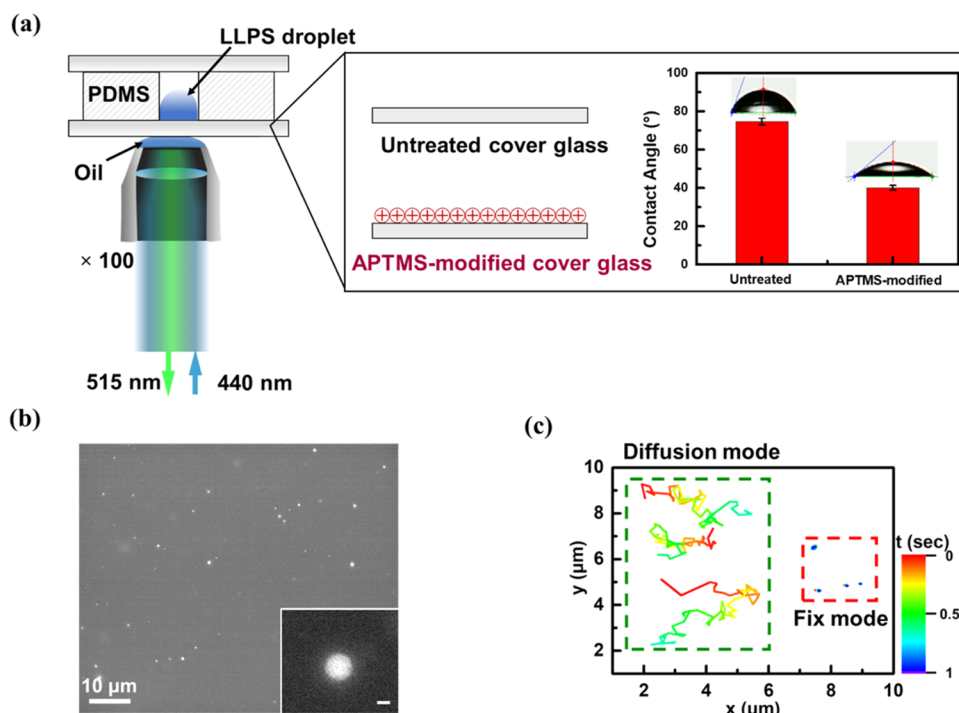 (a)
LLPS droplet
PDMS
Oil
× 100
515 nm
440 nm
Untreated cover glass
APTMS-modified cover glass
Contact Angle (°)
100
80
60
40
20
0
Untreated
APTMS-modified
(b)
10 μm
(c)
Diffusion mode
10
8
6
4
2
y (μm)
2
4
6
8
10
x (μm)
Fix mode
t (sec)
0
0.5
1